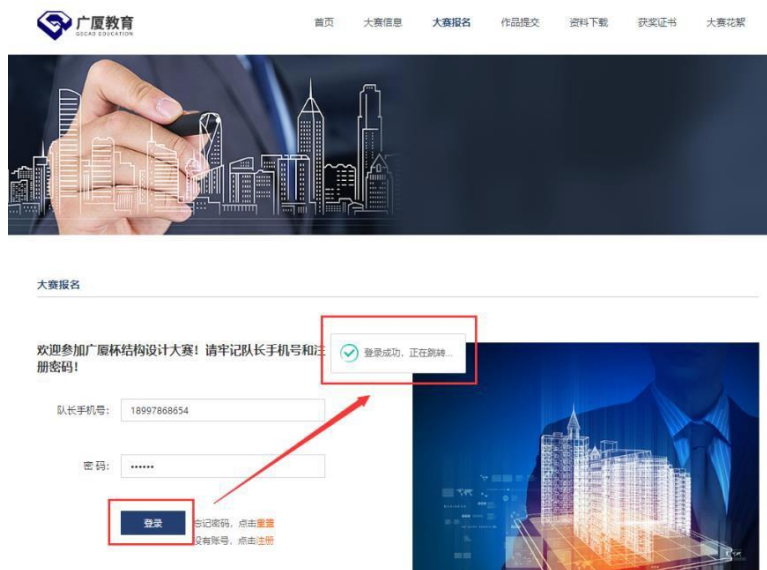 广厦教育
GSCAD EDUCATION
首页 大赛信息 大赛报名 作品提交 资料下载 获奖证书 大赛花絮
大赛报名
欢迎参加广厦杯结构设计大赛！请牢记队长手机号和注
册密码！
登录成功，正在跳转...
队长手机号： 18997868654
密 码： ••••••
登录
忘记密码，点击重置
没有账号，点击注册